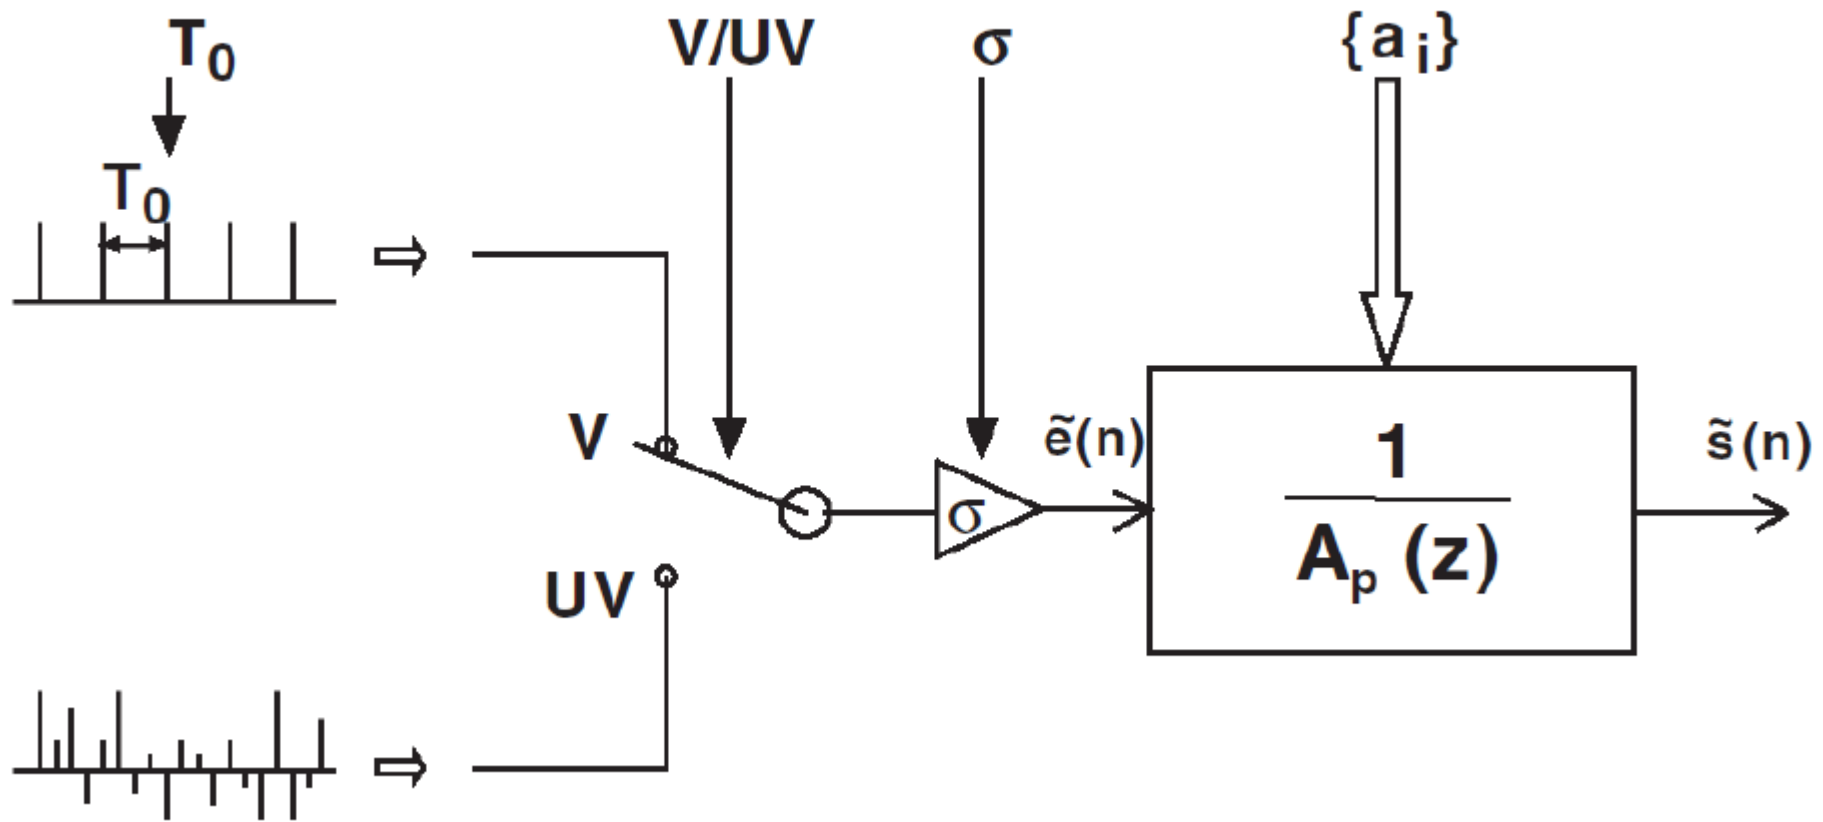 T₀ V/UV σ {aᵢ}
T₀
V
σ
ẽ(n)
1
Aₚ (z)
s̃(n)
UV